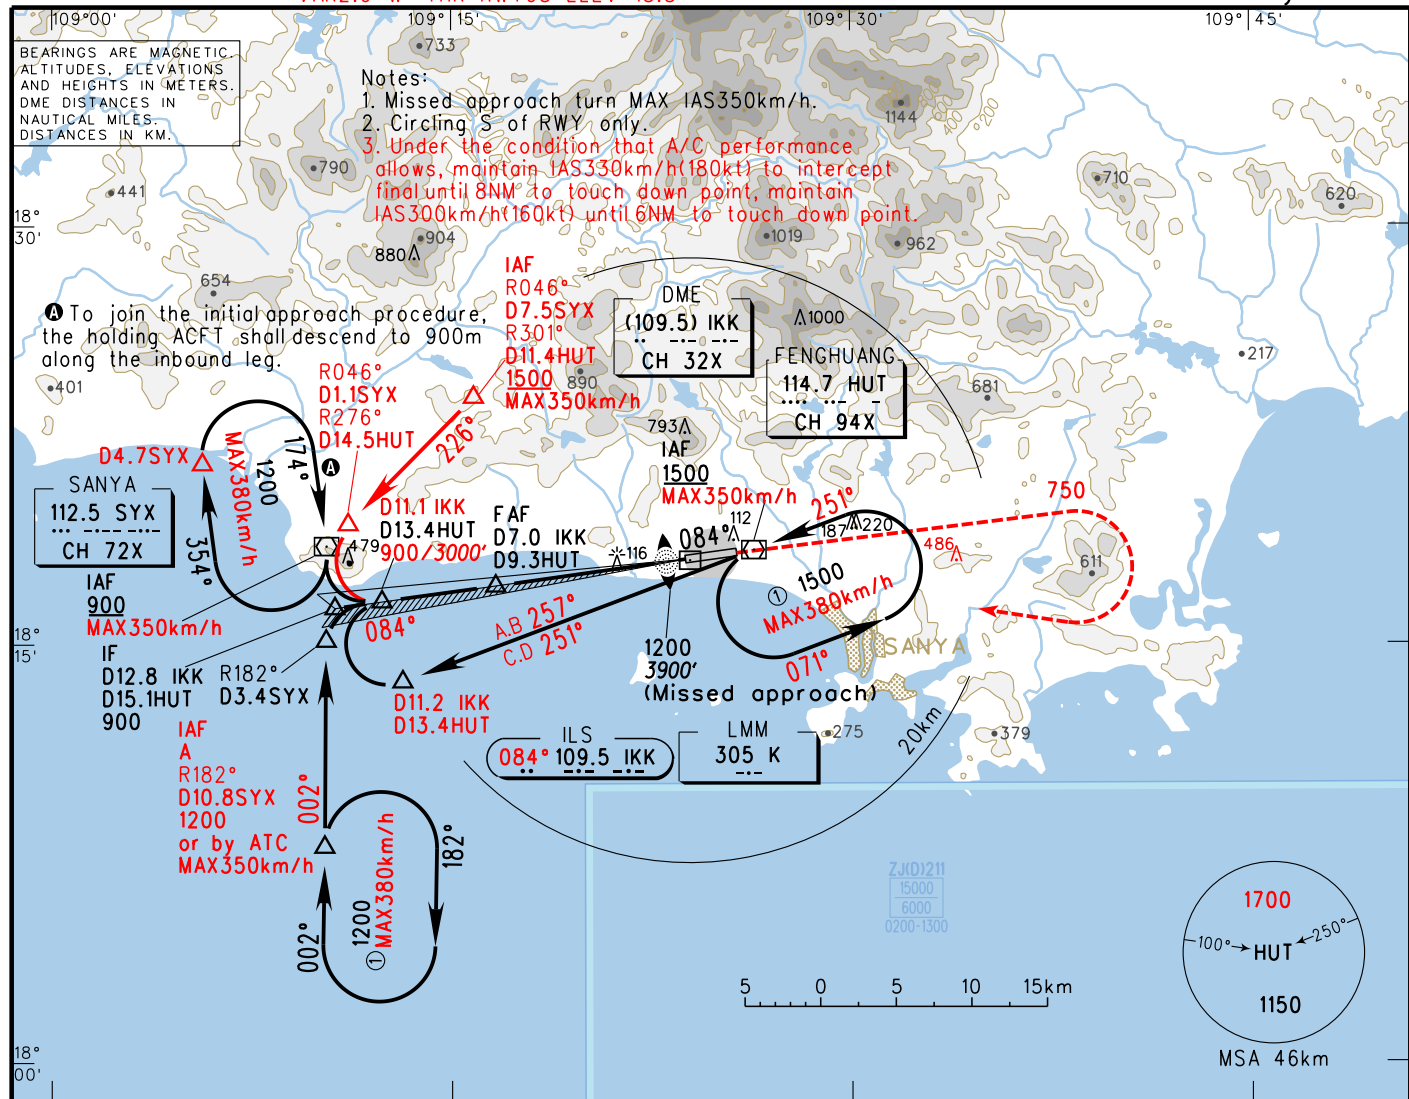 109°00'
109°15'
109°30'
109°45'
BEARINGS ARE MAGNETIC.
ALTITUDES, ELEVATIONS
AND HEIGHTS IN METERS.
DME DISTANCES IN
NAUTICAL MILES.
DISTANCES IN KM.
Notes:
1. Missed approach turn MAX IAS350km/h.
2. Circling S of RWY only.
3. Under the condition that A/C performance
allows, maintain IAS330km/h(180kt) to intercept
final until 8NM to touch down point, maintain
IAS300km/h(160kt) until 6NM to touch down point.
733
790
441
904
880
654
401
1144
400
200
710
620
1019
962
1000
217
681
890
793
18°
30'
A To join the initial approach procedure,
the holding ACFT shall descend to 900m
along the inbound leg.
IAF
R046°
D7.5SYX
R301°
D11.4HUT
1500
MAX350km/h
DME
(109.5) IKK
CH 32X
FENGHUANG
114.7 HUT
CH 94X
R046°
D1.1SYX
R276°
D14.5HUT
226°
174°
A
D4.7SYX
MAX380km/h
1200
354°
SANYA
112.5 SYX
CH 72X
IAF
900
MAX350km/h
IF
D12.8 IKK
D15.1HUT
900
R182°
D3.4SYX
479
D11.1 IKK
D13.4HUT
900/3000'
FAF
D7.0 IKK
D9.3HUT
116
084°
112
IAF
1500
MAX350km/h
251°
187
220
486
750
611
084°
A.B 257°
C.D 251°
① 1500
MAX380km/h
071°
SANYA
1200
3900'
(Missed approach)
D11.2 IKK
D13.4HUT
18°
15'
IAF
A
R182°
D10.8SYX
1200
or by ATC
MAX350km/h
002°
182°
① 1200
MAX380km/h
002°
ILS
084° 109.5 IKK
LMM
305 K
275
379
20km
ZJ(D)211
15000
6000
0200-1300
5 0 5 10 15km
1700
100°
250°
HUT
1150
MSA 46km
18°
00'